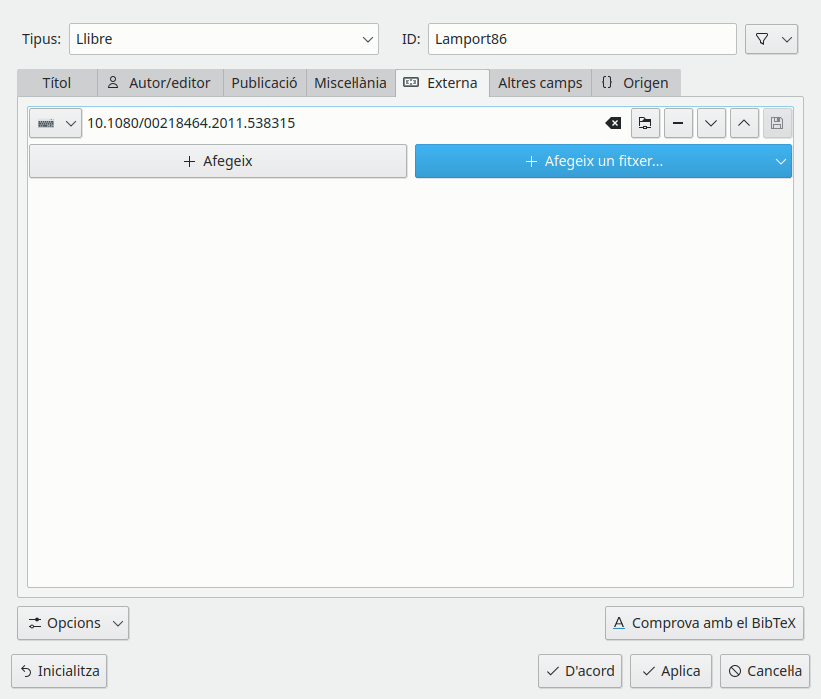 Tipus: Llibre ID: Lamport86
Títol Autor/editor Publicació Miscel·lània Externa Altres camps Origen
10.1080/00218464.2011.538315
Afegeix Afegeix un fitxer...
Opcions Comprova amb el BibTeX
Inicialitza D'acord Aplica Cancel·la